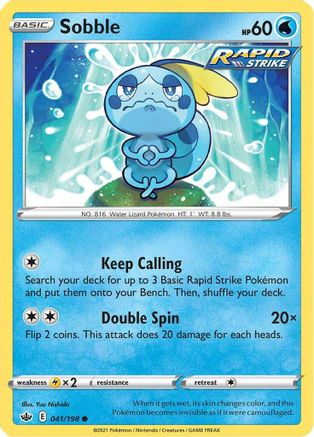 BASIC Sobble HP60
RAPID
STRIKE
NO. 816 Water Lizard Pokémon HT: 1' WT: 8.8 lbs.
Keep Calling
Search your deck for up to 3 Basic Rapid Strike Pokémon
and put them onto your Bench. Then, shuffle your deck.
Double Spin 20×
Flip 2 coins. This attack does 20 damage for each heads.
weakness ×2 resistance retreat
Illus. Yuu Nishida
When it gets wet, its skin changes color, and this
Pokémon becomes invisible as if it were camouflaged.
E 041/198
©2021 Pokémon / Nintendo / Creatures / GAME FREAK